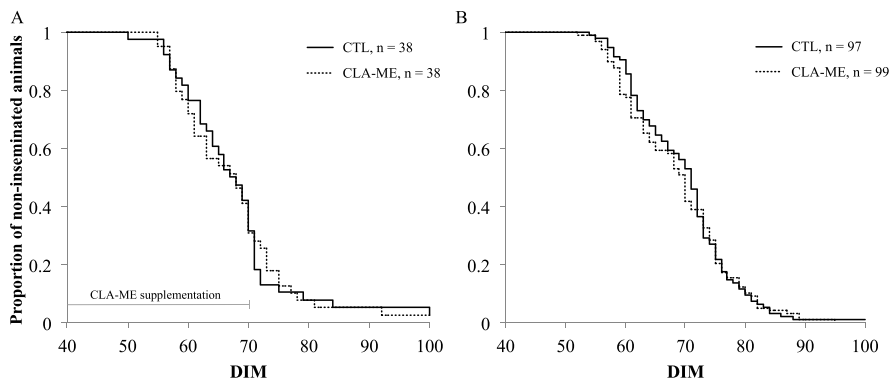 A
B
Proportion of non-inseminated animals
1
0.8
0.6
0.4
0.2
0
CTL, n = 38
CLA-ME, n = 38
CLA-ME supplementation
40 50 60 70 80 90 100
DIM
1
0.8
0.6
0.4
0.2
0
CTL, n = 97
CLA-ME, n = 99
40 50 60 70 80 90 100
DIM